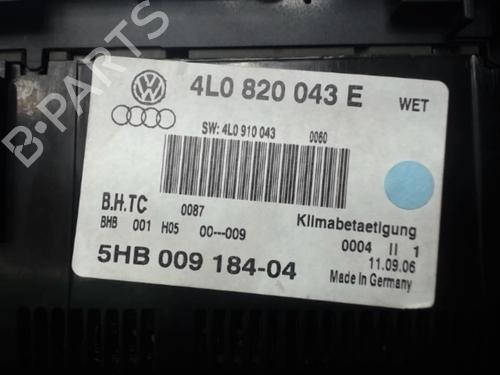 4L0 820 043 E WET
SW: 4L0 910 043 0060
B.H.TC 0087
BHB 001 H05 00---009
Klimabetaetigung
0004 II 1
5HB 009 184-04
11.09.06
Made in Germany
B-PARTS